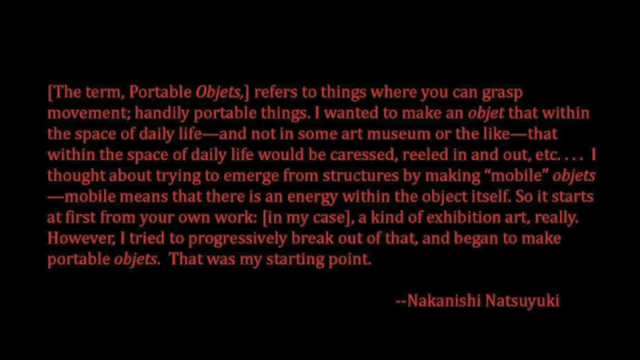 [The term, Portable Objets,] refers to things where you can grasp
movement; handily portable things. I wanted to make an objet that within
the space of daily life—and not in some art museum or the like—that
within the space of daily life would be caressed, reeled in and out, etc. . . .  I
thought about trying to emerge from structures by making “mobile” objets
—mobile means that there is an energy within the object itself. So it starts
at first from your own work: [in my case], a kind of exhibition art, really.
However, I tried to progressively break out of that, and began to make
portable objets.  That was my starting point.
--Nakanishi Natsuyuki